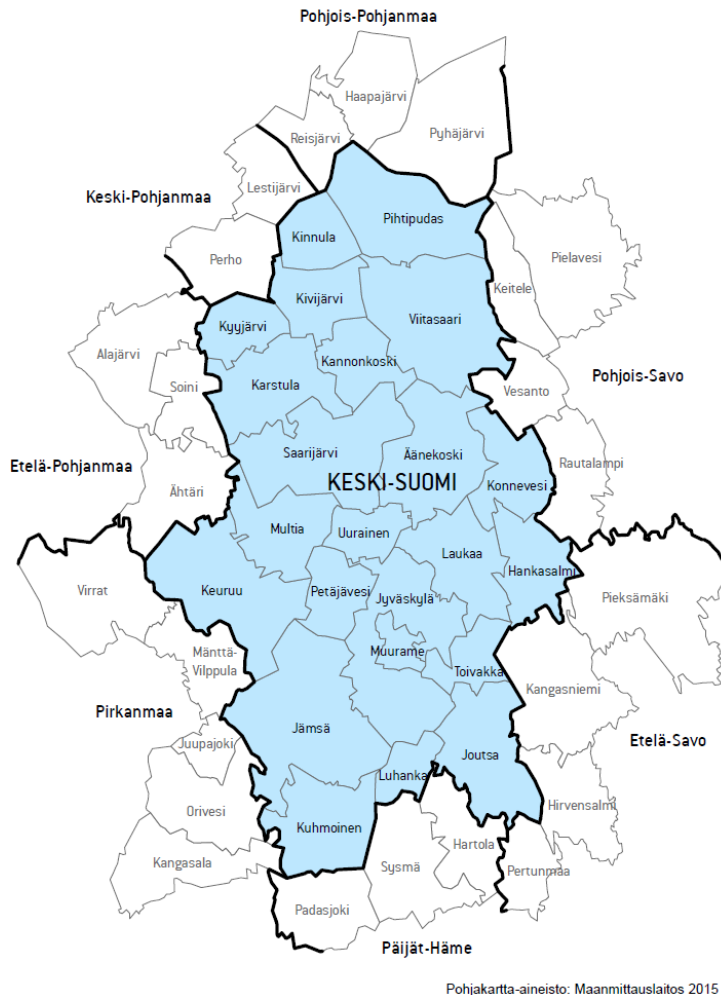 Pohjois-Pohjanmaa
Haapajärvi
Pyhäjärvi
Reisjärvi
Lestijärvi
Keski-Pohjanmaa
Pihtipudas
Kinnula
Perho
Pielavesi
Keitele
Kivijärvi
Viitasaari
Kyyjärvi
Alajärvi
Kannonkoski
Soini
Karstula
Vesanto
Pohjois-Savo
Saarijärvi
Äänekoski
Rautalampi
Etelä-Pohjanmaa
KESKI-SUOMI
Konnevesi
Ähtäri
Multia
Uurainen
Laukaa
Hankasalmi
Virrat
Keuruu
Petäjävesi
Jyväskylä
Pieksämäki
Mänttä-
Vilppula
Muurame
Toivakka
Kangasniemi
Pirkanmaa
Jämsä
Etelä-Savo
Juupajoki
Joutsa
Luhanka
Orivesi
Hirvensalmi
Kuhmoinen
Hartola
Kangasala
Sysmä
Pertunmaa
Padasjoki
Päijät-Häme
Pohjakartta-aineisto: Maanmittauslaitos 2015